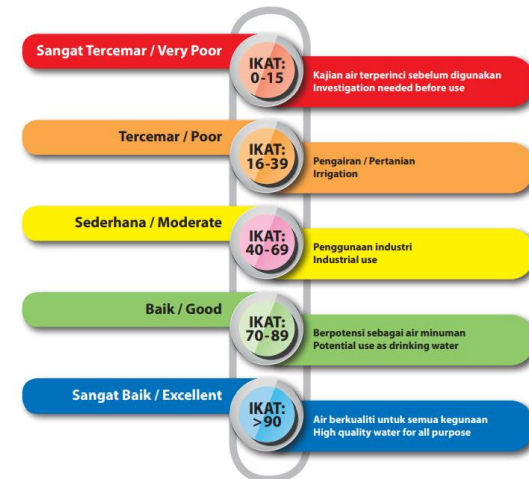 Sangat Tercemar / Very Poor
IKAT:
0-15
Kajian air terperinci sebelum digunakan
Investigation needed before use
Tercemar / Poor
IKAT:
16-39
Pengairan / Pertanian
Irrigation
Sederhana / Moderate
IKAT:
40-69
Penggunaan industri
Industrial use
Baik / Good
IKAT:
70-89
Berpotensi sebagai air minuman
Potential use as drinking water
Sangat Baik / Excellent
IKAT:
>90
Air berkualiti untuk semua kegunaan
High quality water for all purpose